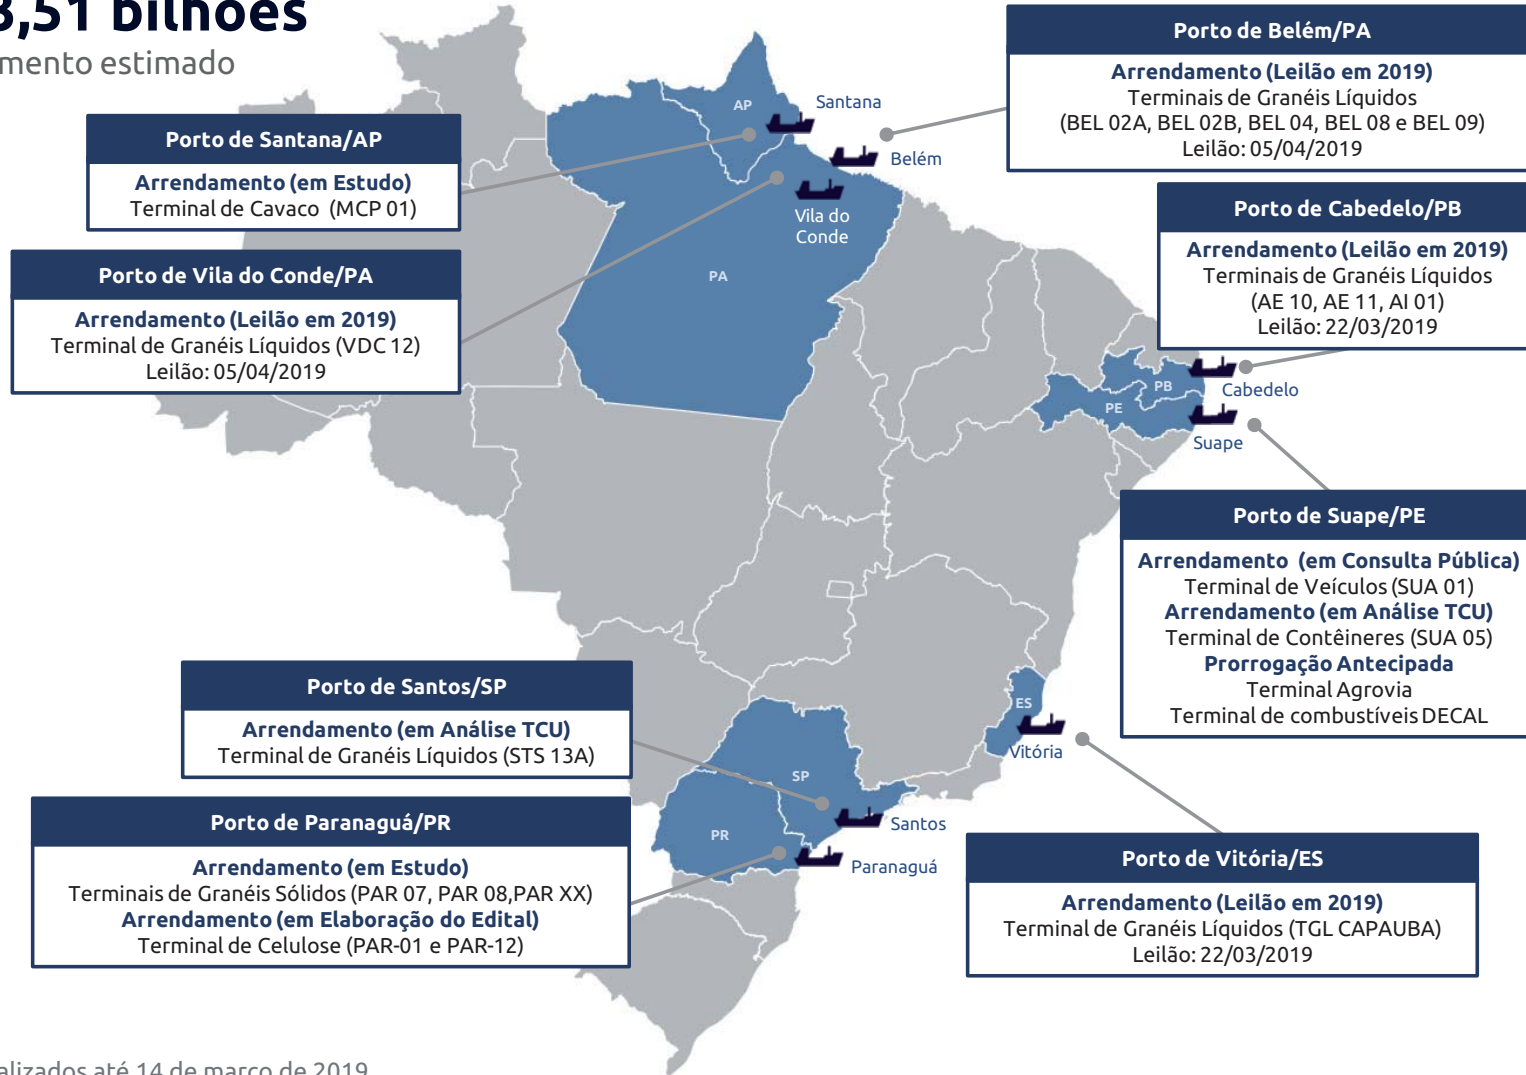 3,51 bilhões
mento estimado
Porto de Belém/PA
Arrendamento (Leilão em 2019)
Terminais de Granéis Líquidos
(BEL 02A, BEL 02B, BEL 04, BEL 08 e BEL 09)
Leilão: 05/04/2019
Porto de Santana/AP
Arrendamento (em Estudo)
Terminal de Cavaco (MCP 01)
AP
Santana
Belém
Vila do
Conde
PA
Porto de Cabedelo/PB
Arrendamento (Leilão em 2019)
Terminais de Granéis Líquidos
(AE 10, AE 11, AI 01)
Leilão: 22/03/2019
Porto de Vila do Conde/PA
Arrendamento (Leilão em 2019)
Terminal de Granéis Líquidos (VDC 12)
Leilão: 05/04/2019
PB
Cabedelo
PE
Suape
Porto de Suape/PE
Arrendamento (em Consulta Pública)
Terminal de Veículos (SUA 01)
Arrendamento (em Análise TCU)
Terminal de Contêineres (SUA 05)
Prorrogação Antecipada
Terminal Agrovia
Terminal de combustíveis DECAL
Porto de Santos/SP
Arrendamento (em Análise TCU)
Terminal de Granéis Líquidos (STS 13A)
ES
Vitória
SP
Santos
PR
Paranaguá
Porto de Paranaguá/PR
Arrendamento (em Estudo)
Terminais de Granéis Sólidos (PAR 07, PAR 08,PAR XX)
Arrendamento (em Elaboração do Edital)
Terminal de Celulose (PAR-01 e PAR-12)
Porto de Vitória/ES
Arrendamento (Leilão em 2019)
Terminal de Granéis Líquidos (TGL CAPAUBA)
Leilão: 22/03/2019
alizados até 14 de março de 2019